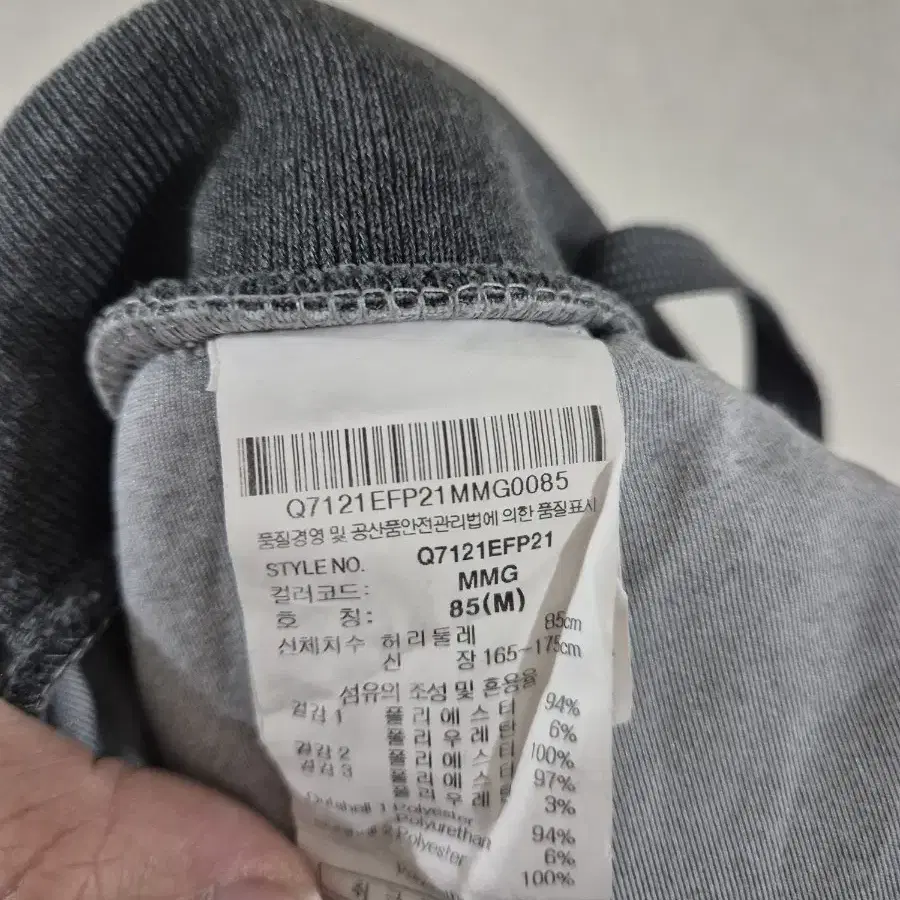 Q7121EFP21MMG0085
품질경영 및 공산품안전관리법에 의한 품질표시
STYLE NO. Q7121EFP21
컬러코드: MMG
호 칭: 85(M)
신체치수 허리둘레 85cm
신 장 165-175cm
섬유의 조성 및 혼용율
겉감 1 폴리에스터 94%
폴리우레탄 6%
겉감 2 폴리에스터 100%
겉감 3 폴리에스터 97%
폴리우레탄 3%
Outshell 1 Polyester
Polyurethan 94%
2 Polyester 6%
100%
취